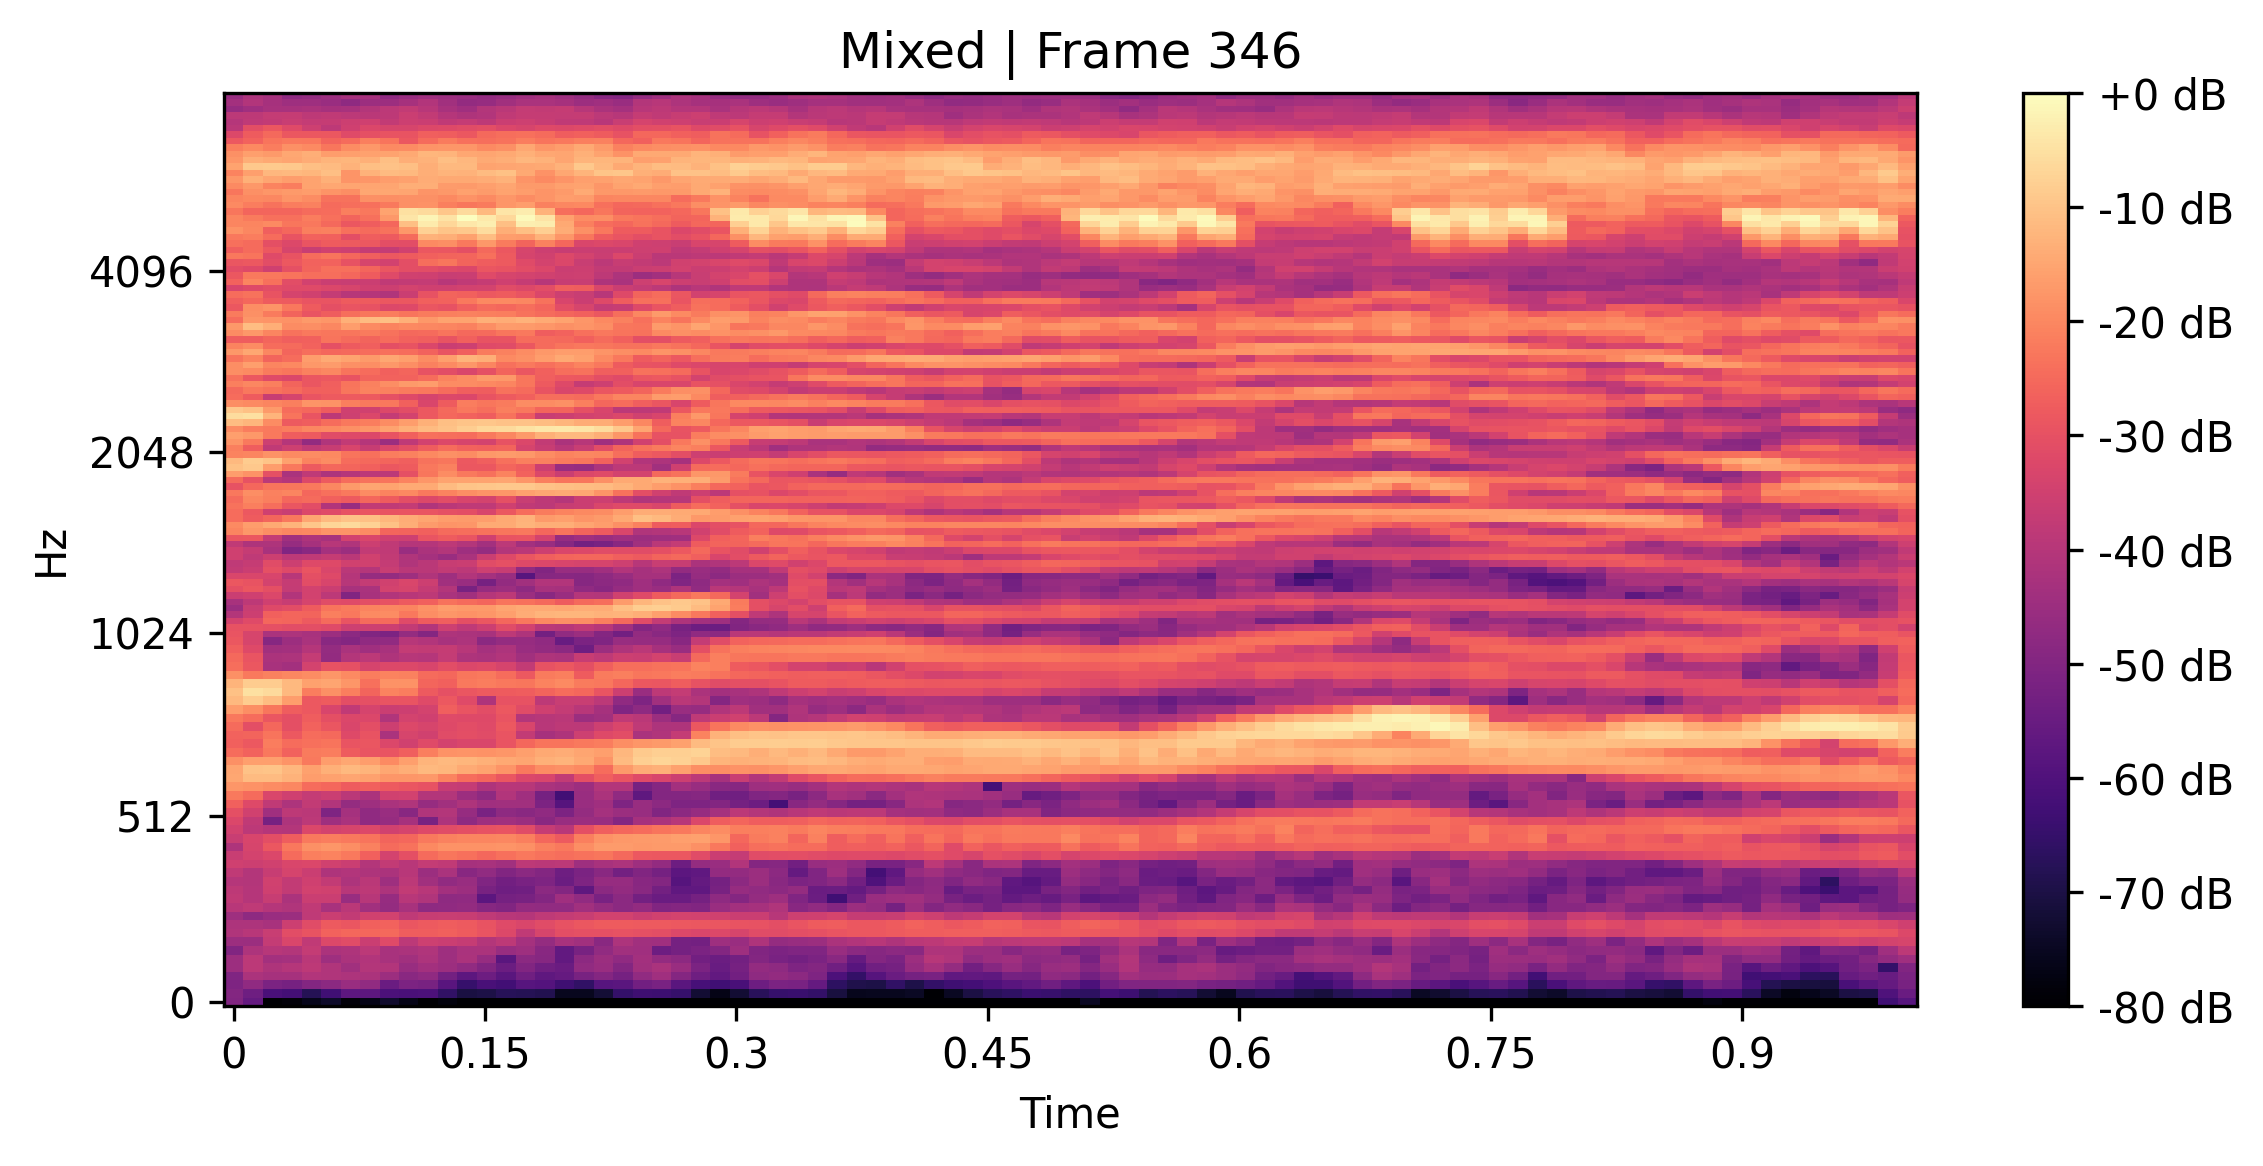 Mixed | Frame 346
+0 dB
-10 dB
-20 dB
-30 dB
-40 dB
-50 dB
-60 dB
-70 dB
-80 dB
4096
2048
1024
512
0
Hz
0 0.15 0.3 0.45 0.6 0.75 0.9
Time